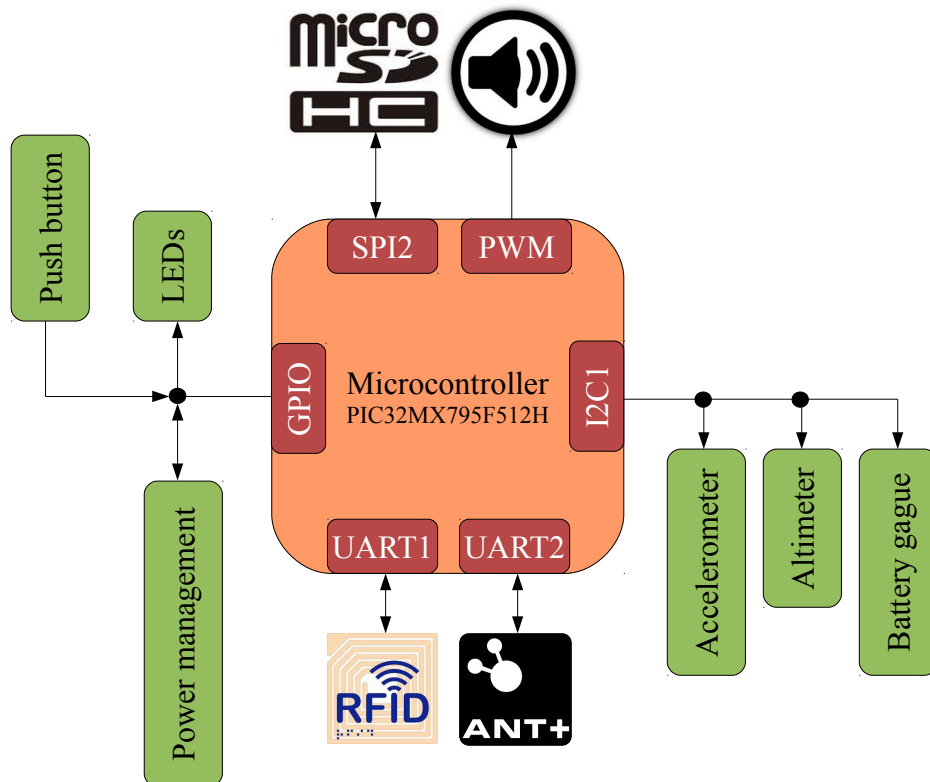 micro
SD
HC
Push button
LEDs
SPI2
PWM
GPIO
Microcontroller
PIC32MX795F512H
I2C1
UART1
UART2
Power management
Accelerometer
Altimeter
Battery gague
RFID
ANT+